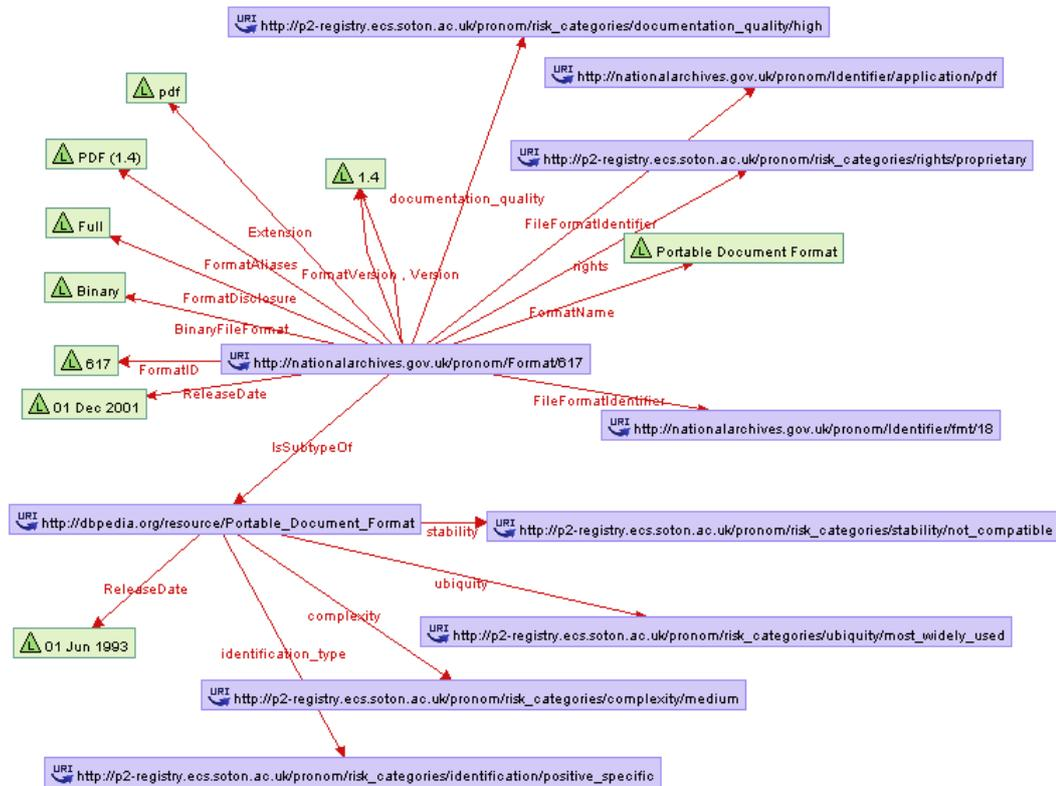 URI http://p2-registry.ecs.soton.ac.uk/pronom/risk_categories/documentation_quality/high
URI http://nationalarchives.gov.uk/pronom/Identifier/application/pdf
L pdf
L PDF (1.4)
URI http://p2-registry.ecs.soton.ac.uk/pronom/risk_categories/rights/proprietary
L 1.4
documentation_quality
L Full
FileFormatIdentifier
Extension
L Portable Document Format
FormatAliases
rights
FormatVersion , Version
L Binary
FormatDisclosure
FormatName
BinaryFileFormat
L 617
URI http://nationalarchives.gov.uk/pronom/Format/617
FormatID
ReleaseDate
FileFormatIdentifier
L 01 Dec 2001
URI http://nationalarchives.gov.uk/pronom/Identifier/fmt/18
IsSubtypeOf
URI http://dbpedia.org/resource/Portable_Document_Format
stability
URI http://p2-registry.ecs.soton.ac.uk/pronom/risk_categories/stability/not_compatible
ubiquity
ReleaseDate
complexity
URI http://p2-registry.ecs.soton.ac.uk/pronom/risk_categories/ubiquity/most_widely_used
L 01 Jun 1993
identification_type
URI http://p2-registry.ecs.soton.ac.uk/pronom/risk_categories/complexity/medium
URI http://p2-registry.ecs.soton.ac.uk/pronom/risk_categories/identification/positive_specific